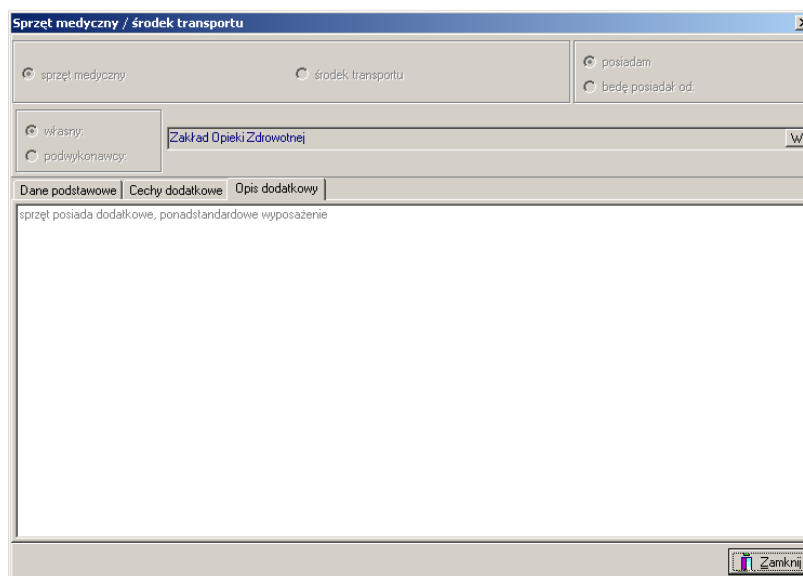 Sprzęt medyczny / środek transportu
sprzęt medyczny
środek transportu
posiadam
bedę posiadał od:
własny:
podwykonawcy:
Zakład Opieki Zdrowotnej
W
Dane podstawowe
Cechy dodatkowe
Opis dodatkowy
sprzęt posiada dodatkowe, ponadstandardowe wyposażenie
Zamknij